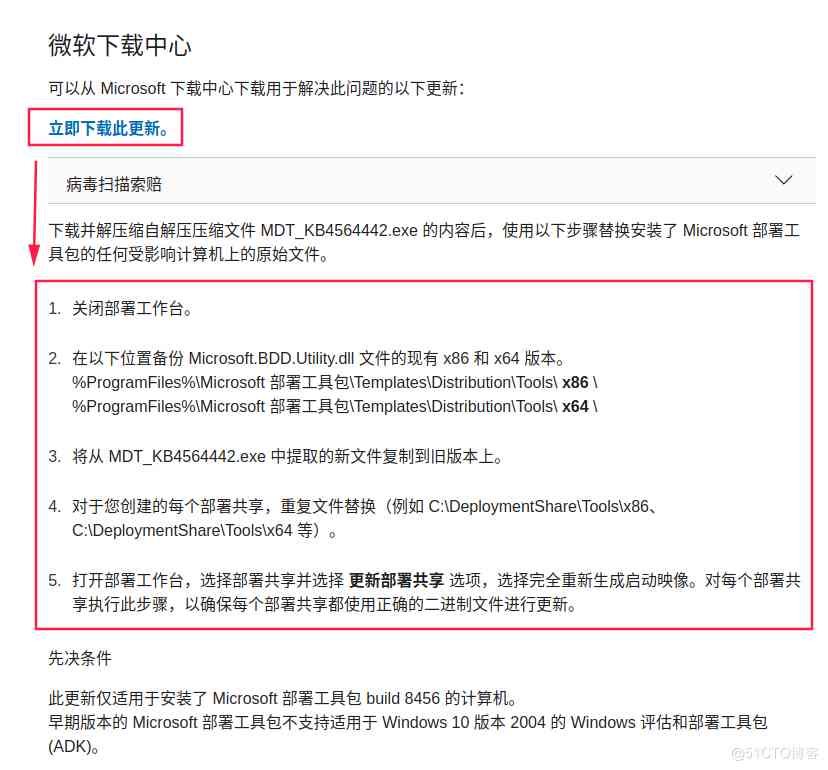 微软下载中心
可以从 Microsoft 下载中心下载用于解决此问题的以下更新：
立即下载此更新。
病毒扫描索赔
下载并解压缩自解压压缩文件 MDT_KB4564442.exe 的内容后，使用以下步骤替换安装了 Microsoft 部署工
具包的任何受影响计算机上的原始文件。
1. 关闭部署工作台。
2. 在以下位置备份 Microsoft.BDD.Utility.dll 文件的现有 x86 和 x64 版本。
%ProgramFiles%\Microsoft 部署工具包\Templates\Distribution\Tools\ x86 \
%ProgramFiles%\Microsoft 部署工具包\Templates\Distribution\Tools\ x64 \
3. 将从 MDT_KB4564442.exe 中提取的新文件复制到旧版本上。
4. 对于您创建的每个部署共享，重复文件替换（例如 C:\DeploymentShare\Tools\x86、
C:\DeploymentShare\Tools\x64 等）。
5. 打开部署工作台，选择部署共享并选择 更新部署共享 选项，选择完全重新生成启动映像。对每个部署共
享执行此步骤，以确保每个部署共享都使用正确的二进制文件进行更新。
先决条件
此更新仅适用于安装了 Microsoft 部署工具包 build 8456 的计算机。
早期版本的 Microsoft 部署工具包不支持适用于 Windows 10 版本 2004 的 Windows 评估和部署工具包
(ADK)。
@51CTO博客